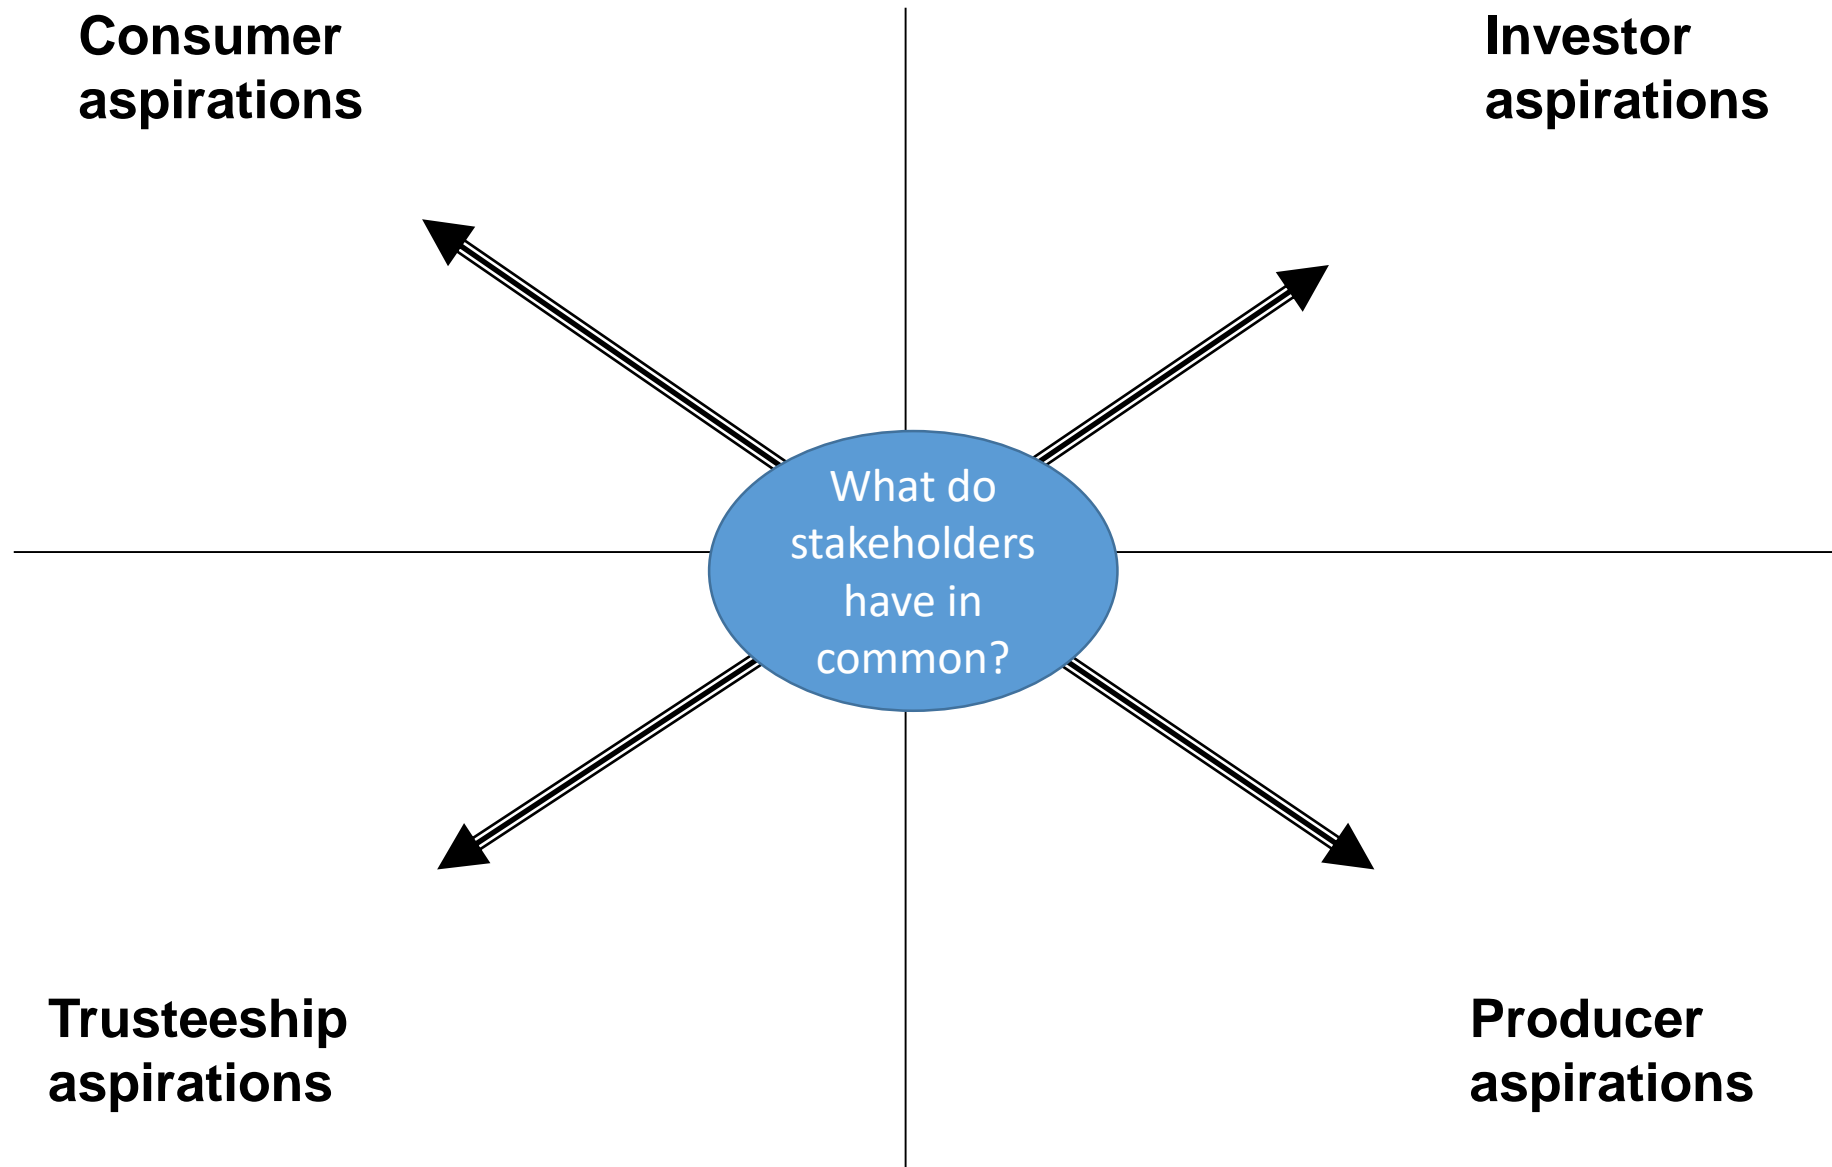 Consumer
aspirations
Investor
aspirations
What do
stakeholders
have in
common?
Trusteeship
aspirations
Producer
aspirations